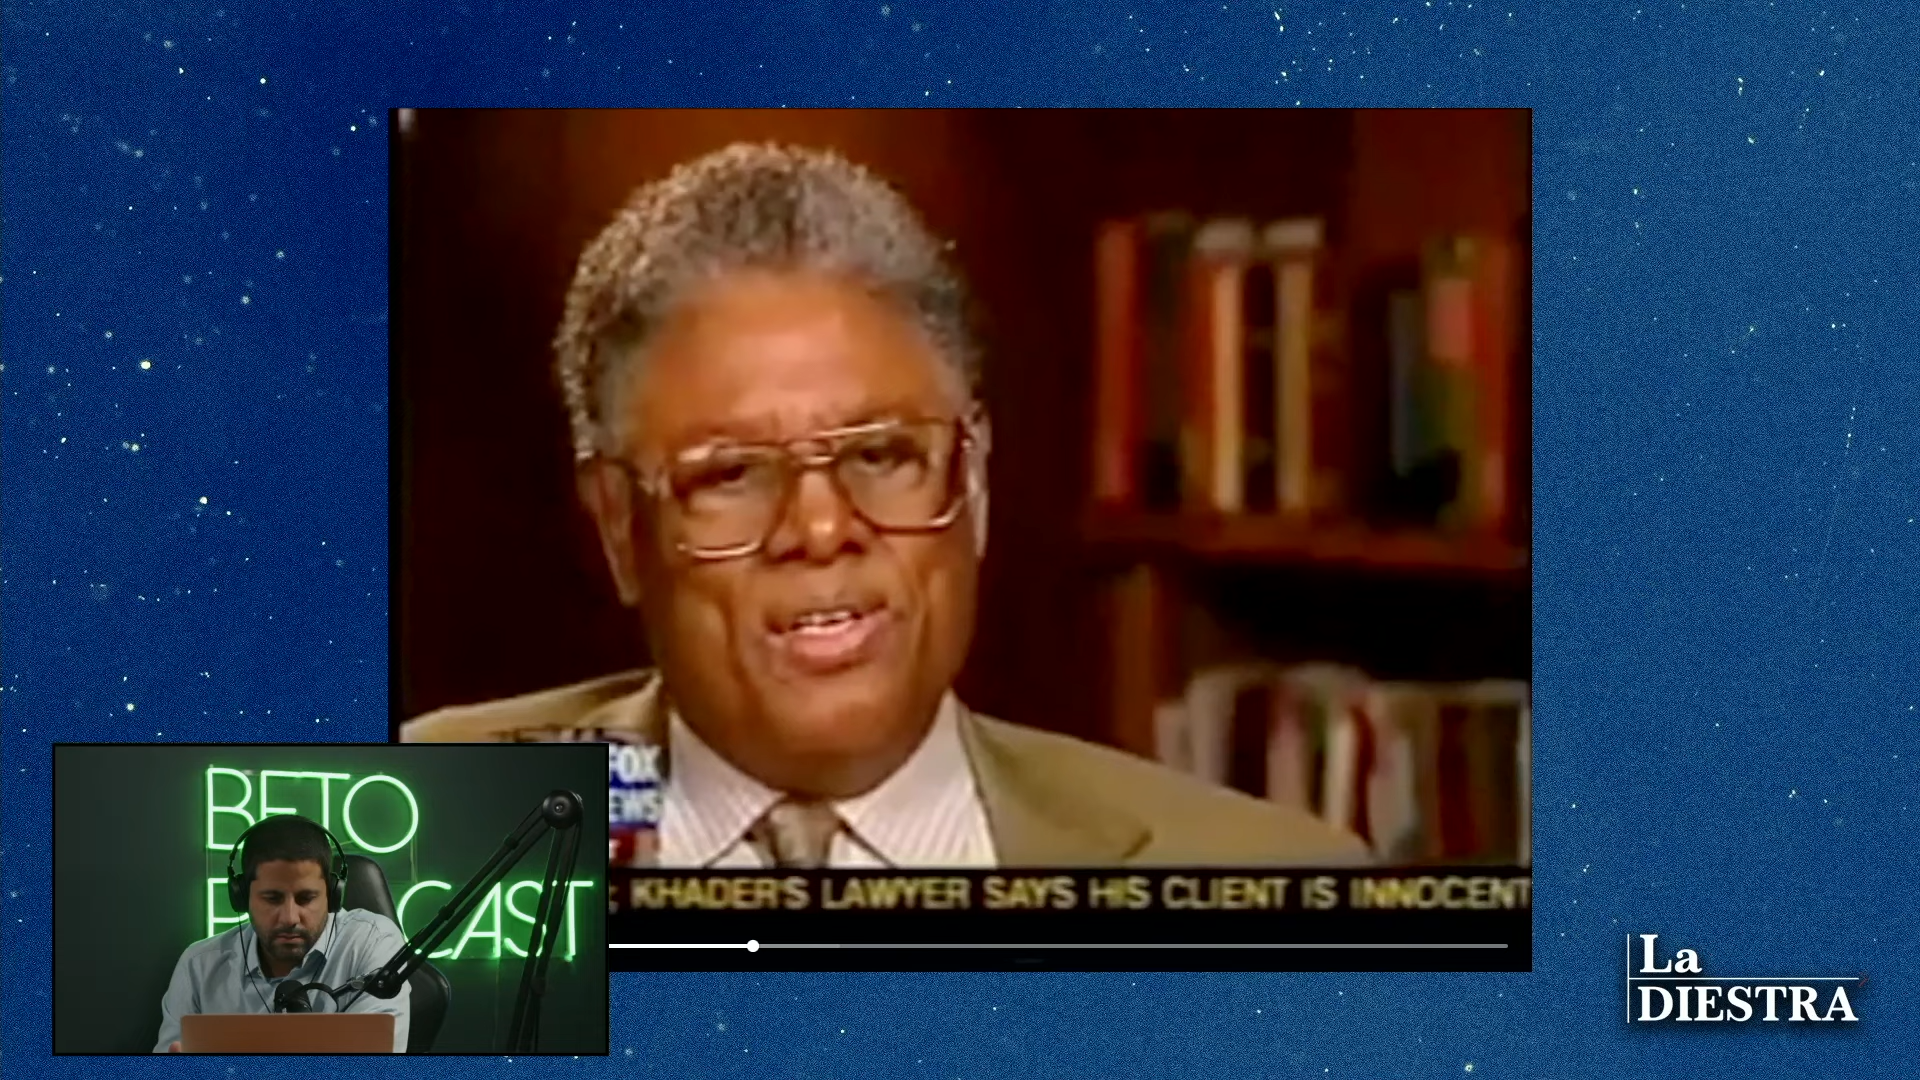 FOX
NEWS
; KHADER'S LAWYER SAYS HIS CLIENT IS INNOCENT
BETO
CAST
La
DIESTRA